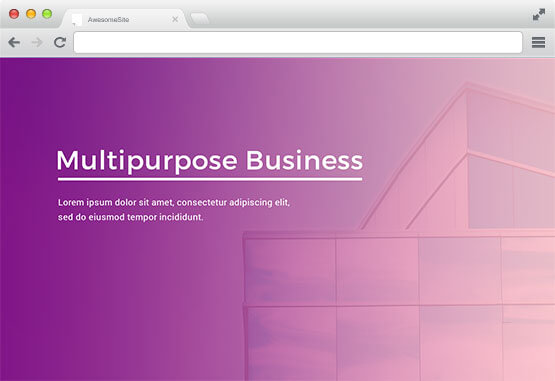 AwesomeSite
Multipurpose Business
Lorem ipsum dolor sit amet, consectetur adipiscing elit,
sed do eiusmod tempor incididunt.